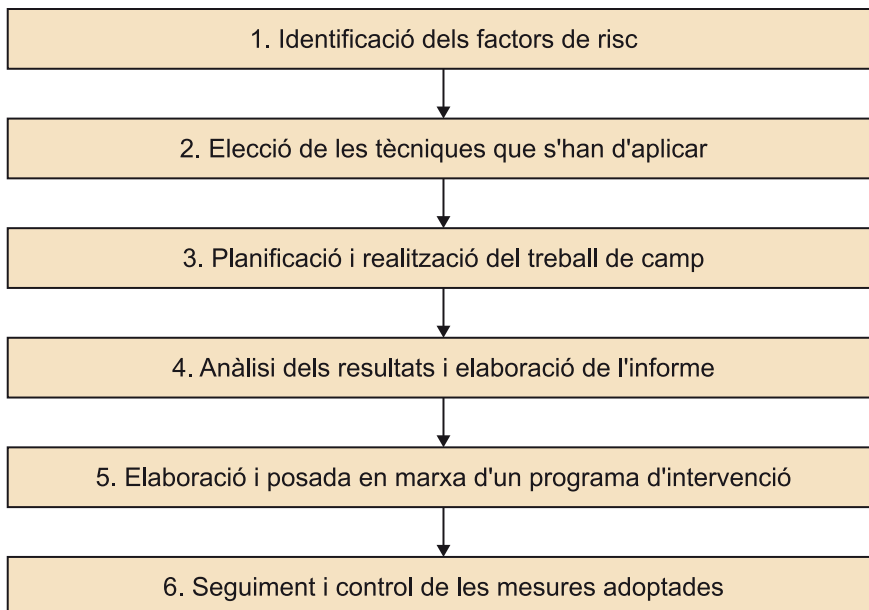 1. Identificació dels factors de risc
2. Elecció de les tècniques que s'han d'aplicar
3. Planificació i realització del treball de camp
4. Anàlisi dels resultats i elaboració de l'informe
5. Elaboració i posada en marxa d'un programa d'intervenció
6. Seguiment i control de les mesures adoptades